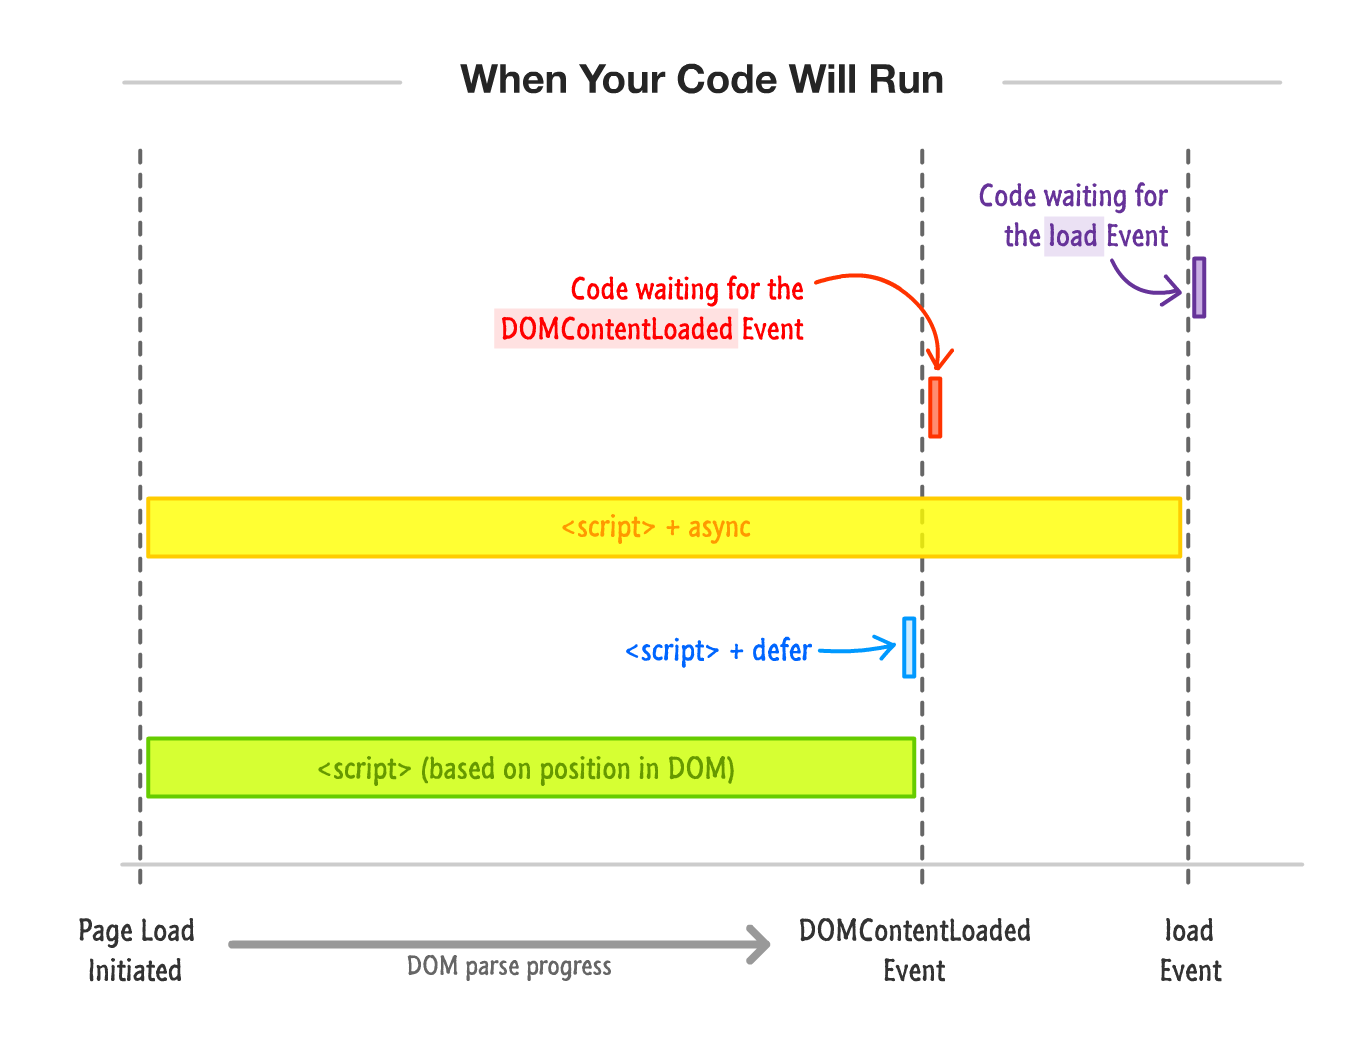 When Your Code Will Run
Code waiting for
the load Event
Code waiting for the
DOMContentLoaded Event
<script> + async
<script> + defer
<script> (based on position in DOM)
Page Load
Initiated
DOM parse progress
DOMContentLoaded
Event
load
Event